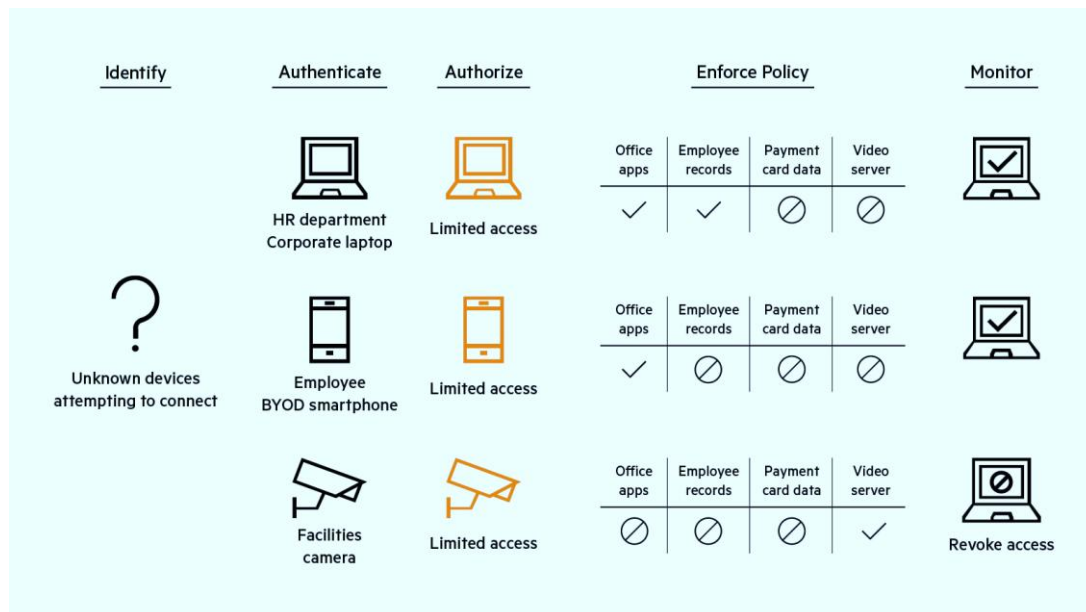 Identify
Authenticate
Authorize
Enforce Policy
Monitor
HR department
Corporate laptop
Limited access
Office
apps
Employee
records
Payment
card data
Video
server
Unknown devices
attempting to connect
Employee
BYOD smartphone
Limited access
Office
apps
Employee
records
Payment
card data
Video
server
Facilities
camera
Limited access
Office
apps
Employee
records
Payment
card data
Video
server
Revoke access